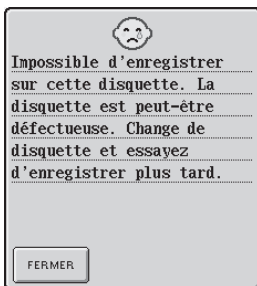 Impossible d'enregistrer
sur cette disquette. La
disquette est peut-être
défectueuse. Change de
disquette et essayez
d'enregistrer plus tard.
FERMER